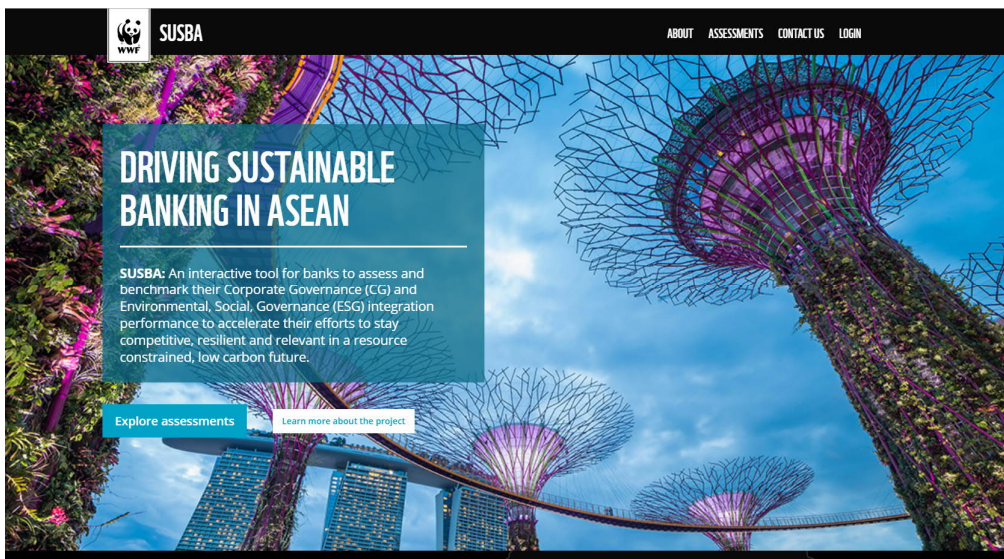 WWF
SUSBA
ABOUT ASSESSMENTS CONTACT US LOGIN
DRIVING SUSTAINABLE
BANKING IN ASEAN
SUSBA: An interactive tool for banks to assess and
benchmark their Corporate Governance (CG) and
Environmental, Social, Governance (ESG) integration
performance to accelerate their efforts to stay
competitive, resilient and relevant in a resource
constrained, low carbon future.
Explore assessments
Learn more about the project